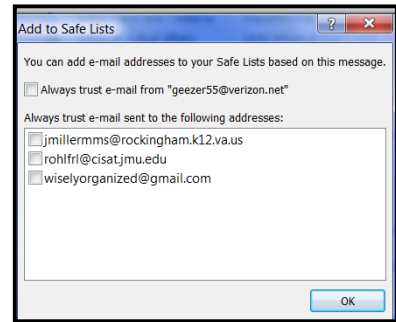 Add to Safe Lists
You can add e-mail addresses to your Safe Lists based on this message.
Always trust e-mail from "geezer55@verizon.net"
Always trust e-mail sent to the following addresses:
jmillermms@rockingham.k12.va.us
rohlfrl@cisat.jmu.edu
wiselyorganized@gmail.com
OK